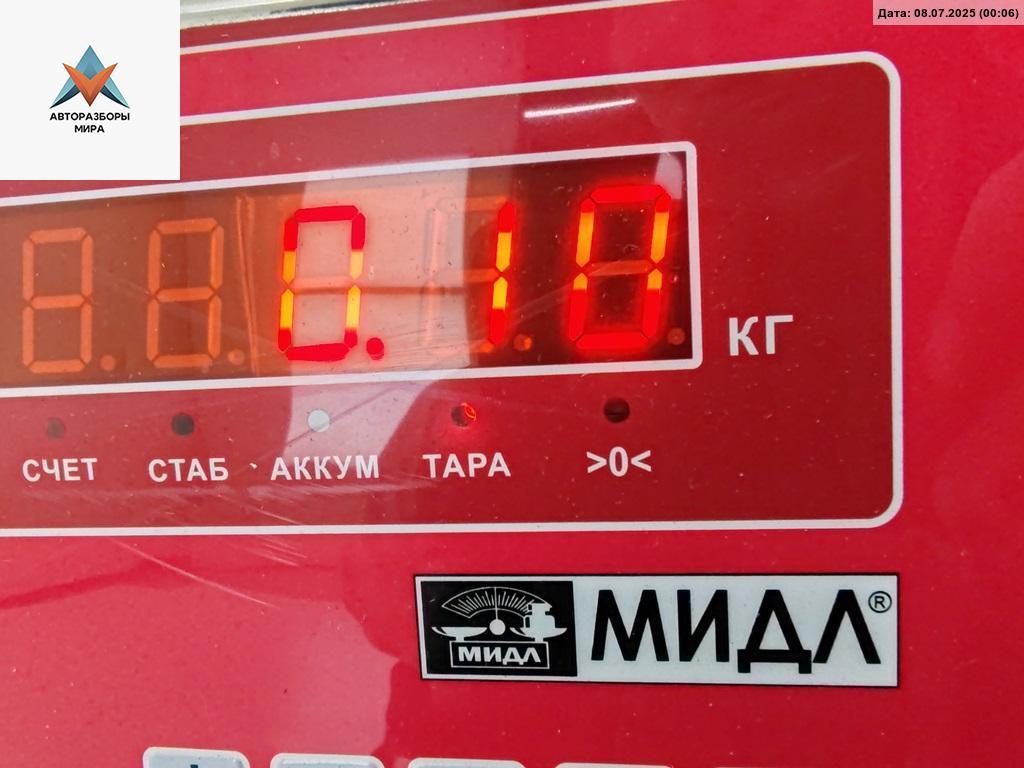 Дата: 08.07.2025 (00:06)
АВТОРАЗБОРЫ
МИРА
0.10
КГ
СЧЕТ СТАБ АККУМ ТАРА >0<
МИДЛ МИДЛ®